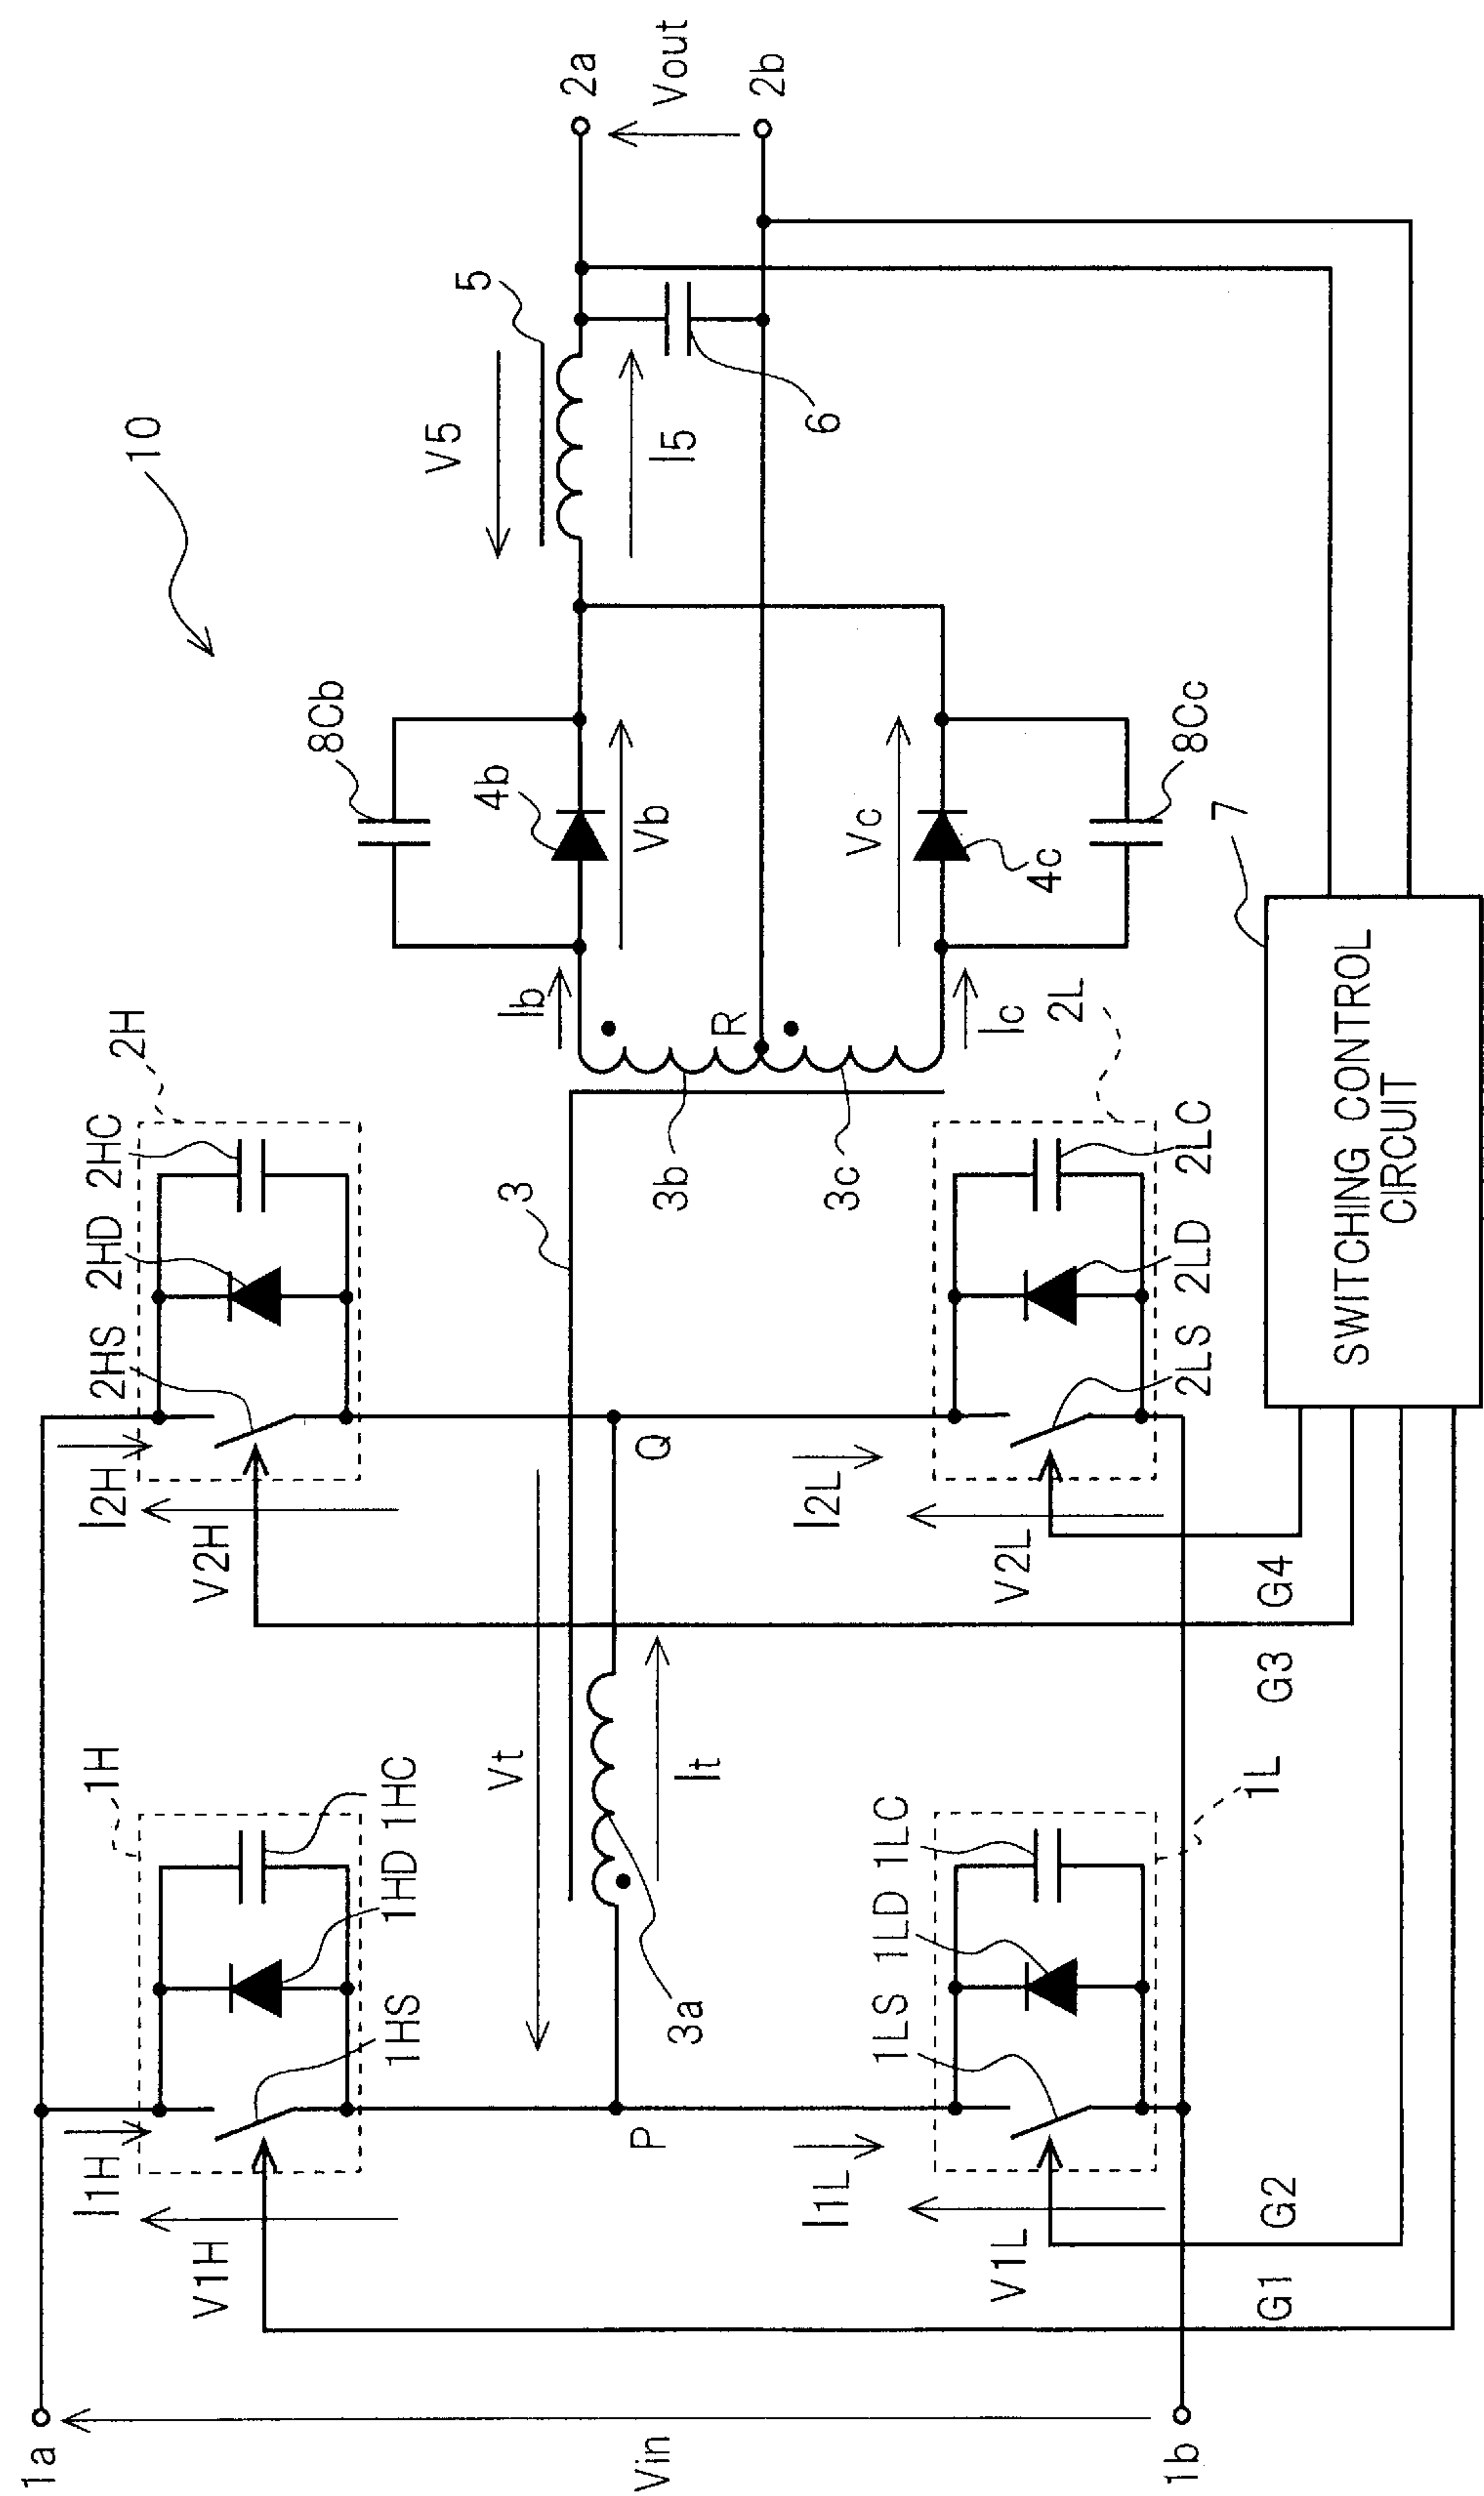 10
1a
Vin
1b
1H
I1H
V1H
1HS
1HD
1HC
2H
I2H
V2H
2HS
2HD
2HC
3
Vt
It
3a
P
Q
1L
I1L
V1L
1LS
1LD
1LC
2L
I2L
V2L
2LS
2LD
2LC
3b
3c
R
Ib
Ic
8Cb
4b
Vb
Vc
4c
8Cc
V5
5
I5
6
2a
Vout
2b
G1
G2
G3
G4
7
SWITCHING CONTROL
CIRCUIT